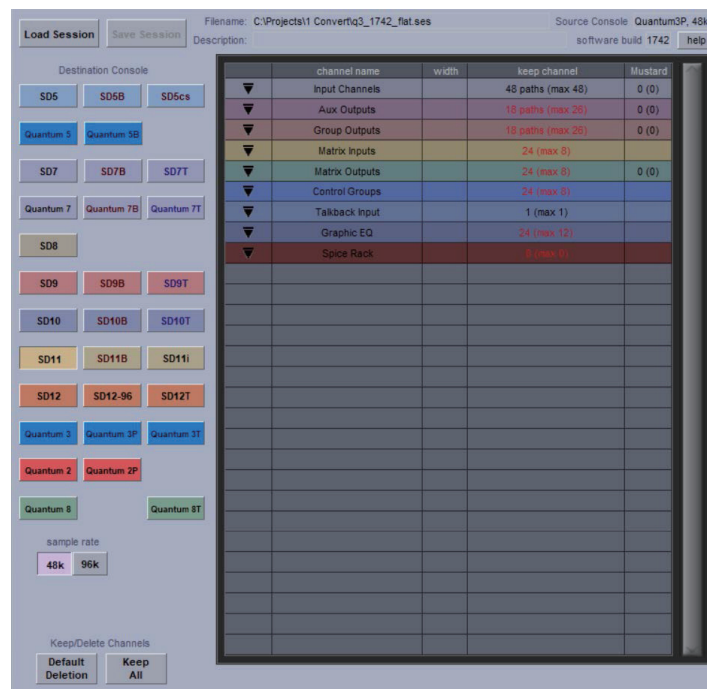 Load Session
Save Session
Filename: C:\Projects\1 Convert\q3_1742_flat.ses
Source Console Quantum3P, 48k
Description:
software build 1742
help
Destination Console
SD5 SD5B SD5cs
Quantum 5 Quantum 5B
SD7 SD7B SD7T
Quantum 7 Quantum 7B Quantum 7T
SD8
SD9 SD9B SD9T
SD10 SD10B SD10T
SD11 SD11B SD11i
SD12 SD12-96 SD12T
Quantum 3 Quantum 3P Quantum 3T
Quantum 2 Quantum 2P
Quantum 8 Quantum 8T
sample rate
48k 96k
Keep/Delete Channels
Default Deletion
Keep All
channel name width keep channel Mustard
Input Channels 48 paths (max 48) 0 (0)
Aux Outputs 18 paths (max 26) 0 (0)
Group Outputs 18 paths (max 26) 0 (0)
Matrix Inputs 24 (max 8)
Matrix Outputs 24 (max 8) 0 (0)
Control Groups 24 (max 8)
Talkback Input 1 (max 1)
Graphic EQ 24 (max 12)
Spice Rack (max 0)